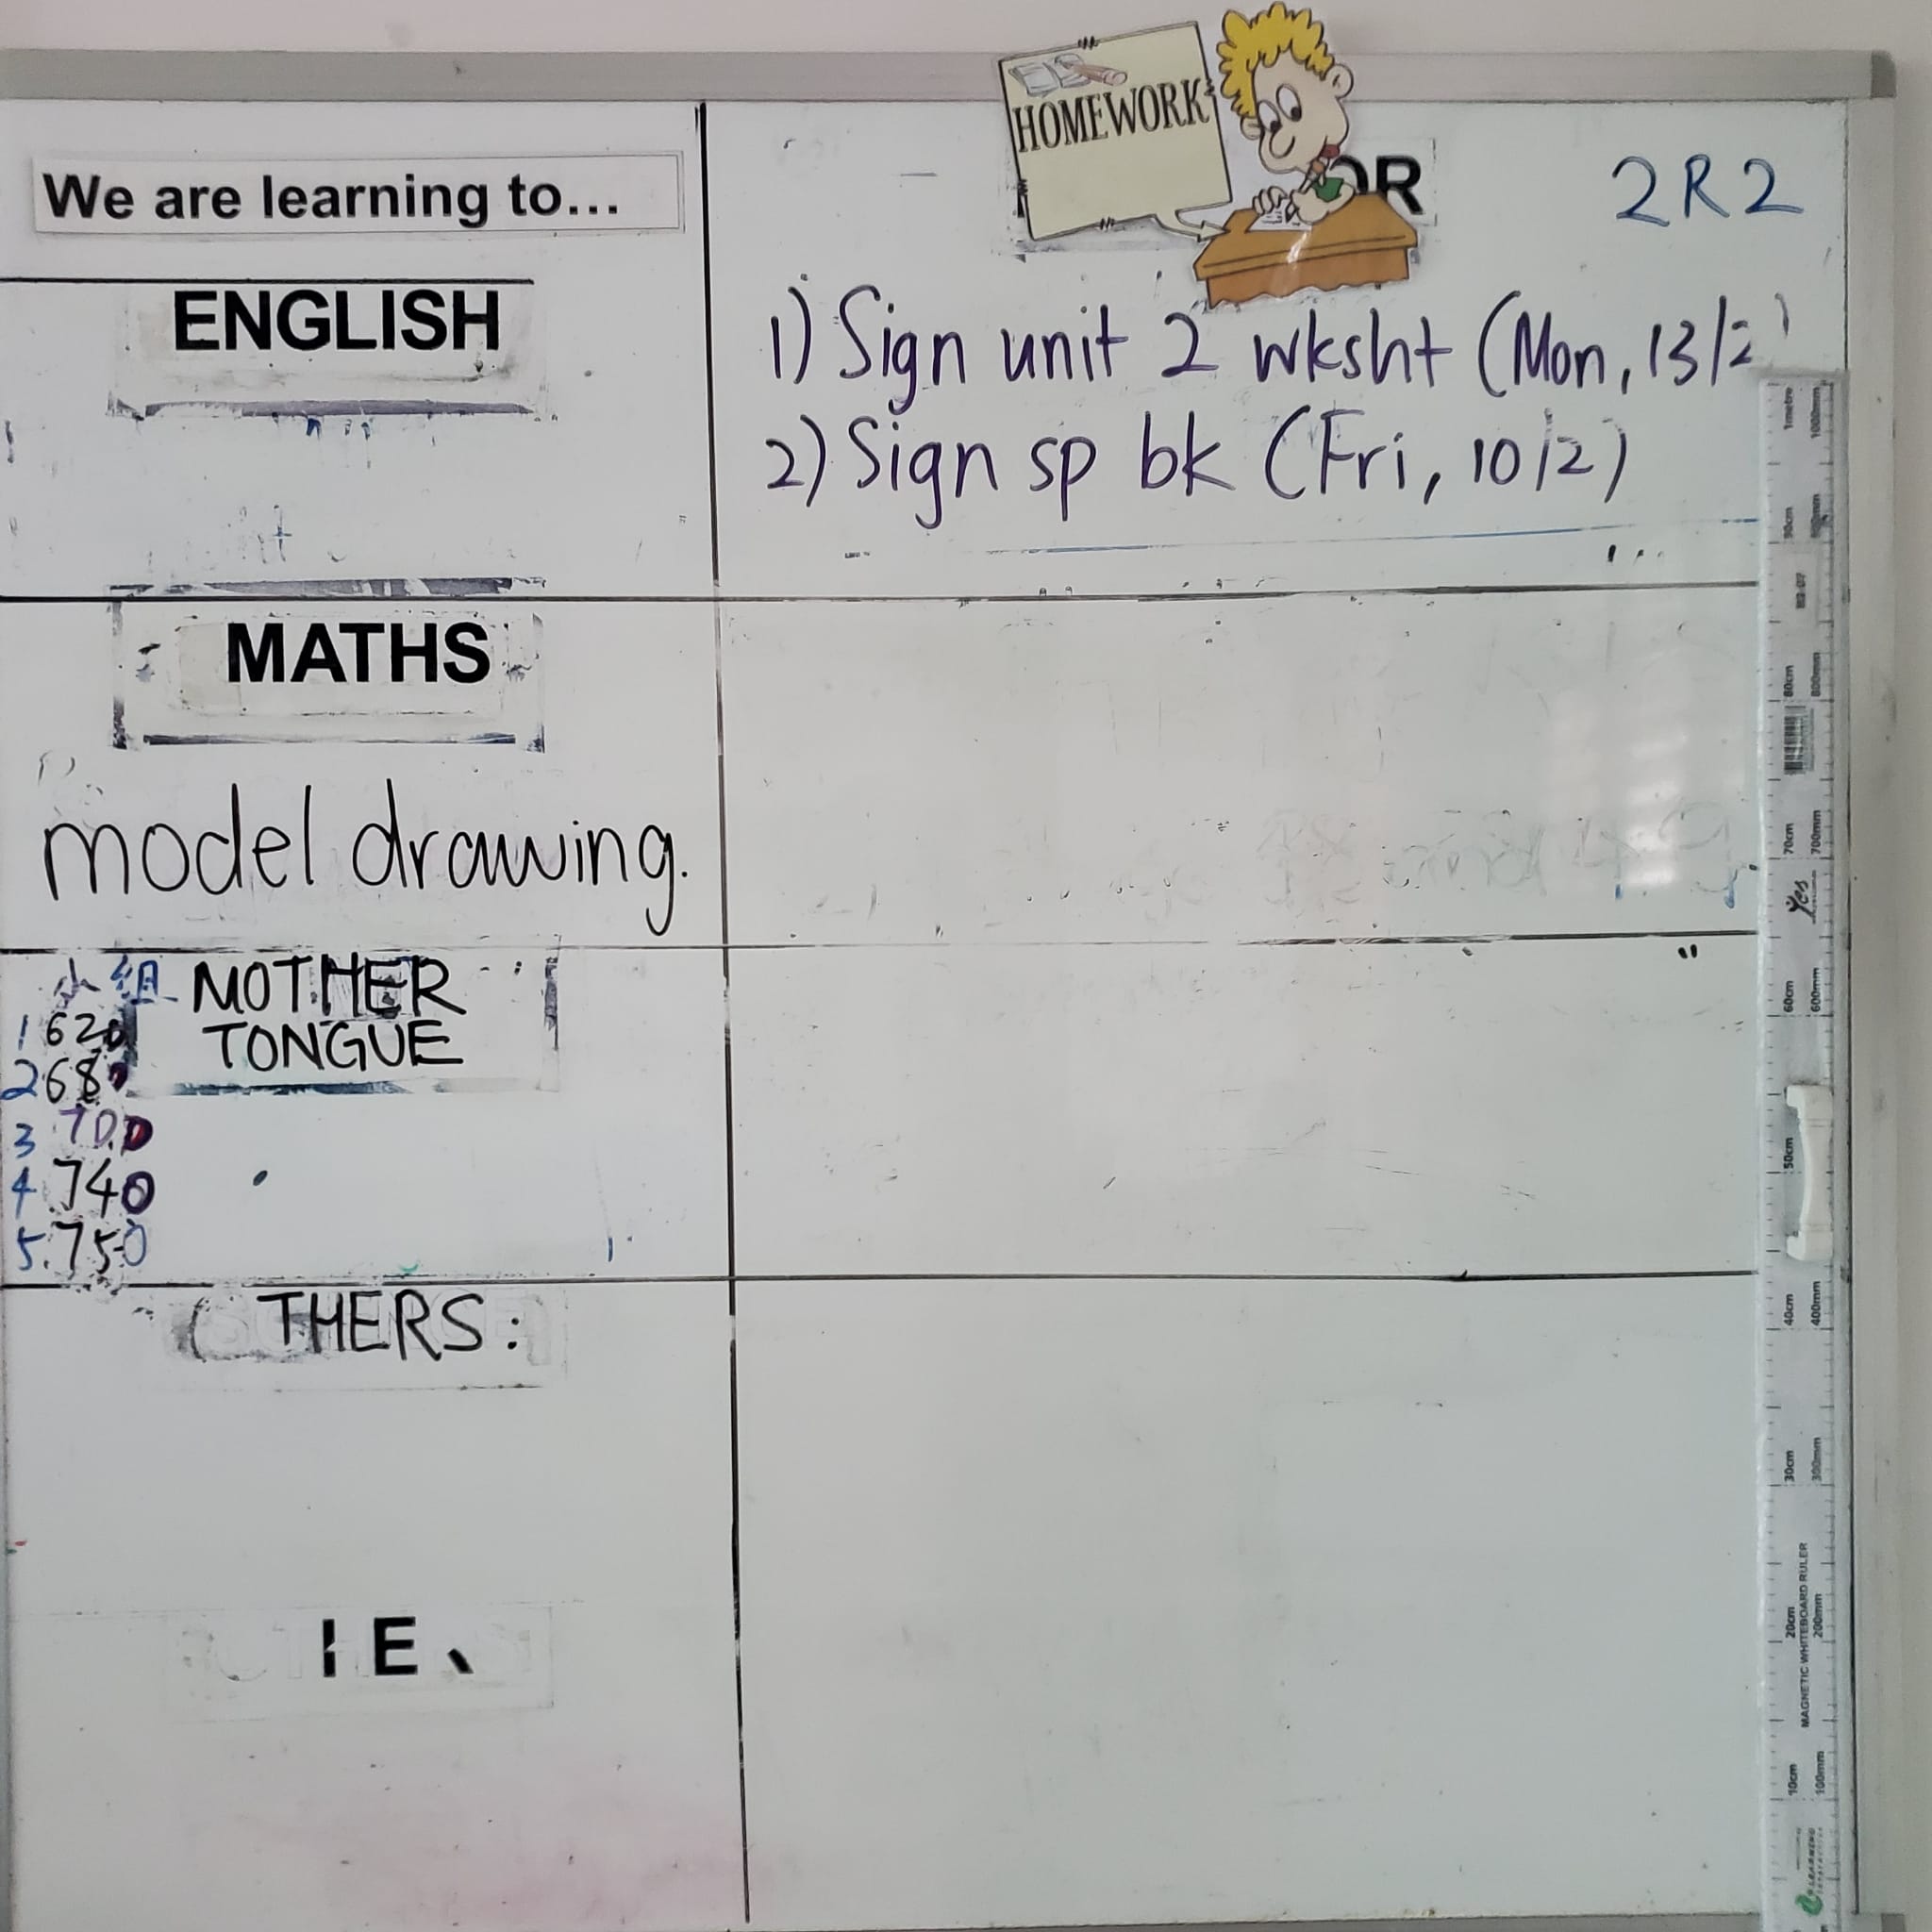 HOMEWORK
We are learning to...
OR
2R2
ENGLISH
1) Sign unit 2 wksht (Mon, 13/2)
2) Sign sp bk (Fri, 10/2)
MATHS
model drawing.
小组
MOTHER
TONGUE
1 620
2 680
3 700
4 740
5. 750
THERS:
I E
1metre 1000mm
90cm 900mm
80cm 800mm
70cm 700mm
Yes
60cm 600mm
50cm
40cm 400mm
30cm 300mm
MAGNETIC WHITEBOARD RULER
20cm 200mm
10cm 100mm